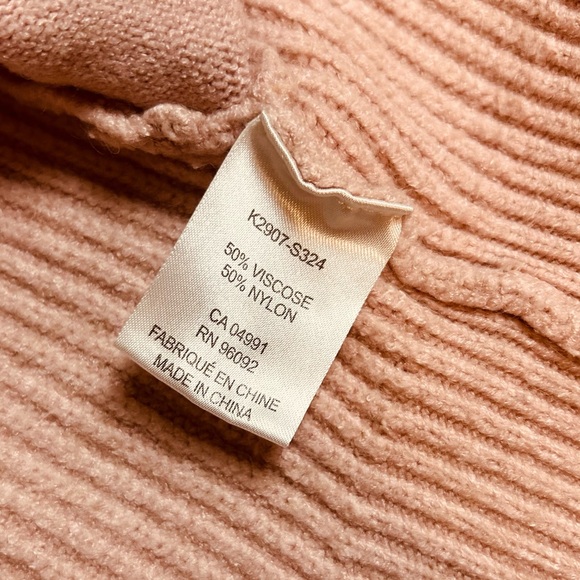 K2907-S324
50% VISCOSE
50% NYLON
CA 04991
RN 96092
FABRIQUÉ EN CHINE
MADE IN CHINA